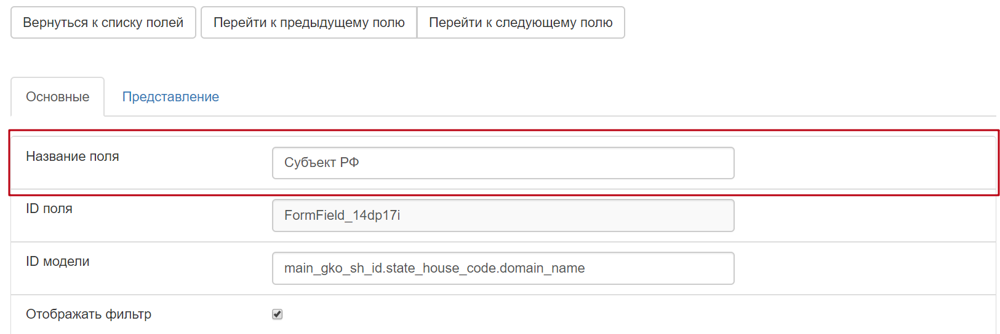 Вернуться к списку полей Перейти к предыдущему полю Перейти к следующему полю
Основные Представление
Название поля Субъект РФ
ID поля FormField_14dp17i
ID модели main_gko_sh_id.state_house_code.domain_name
Отображать фильтр